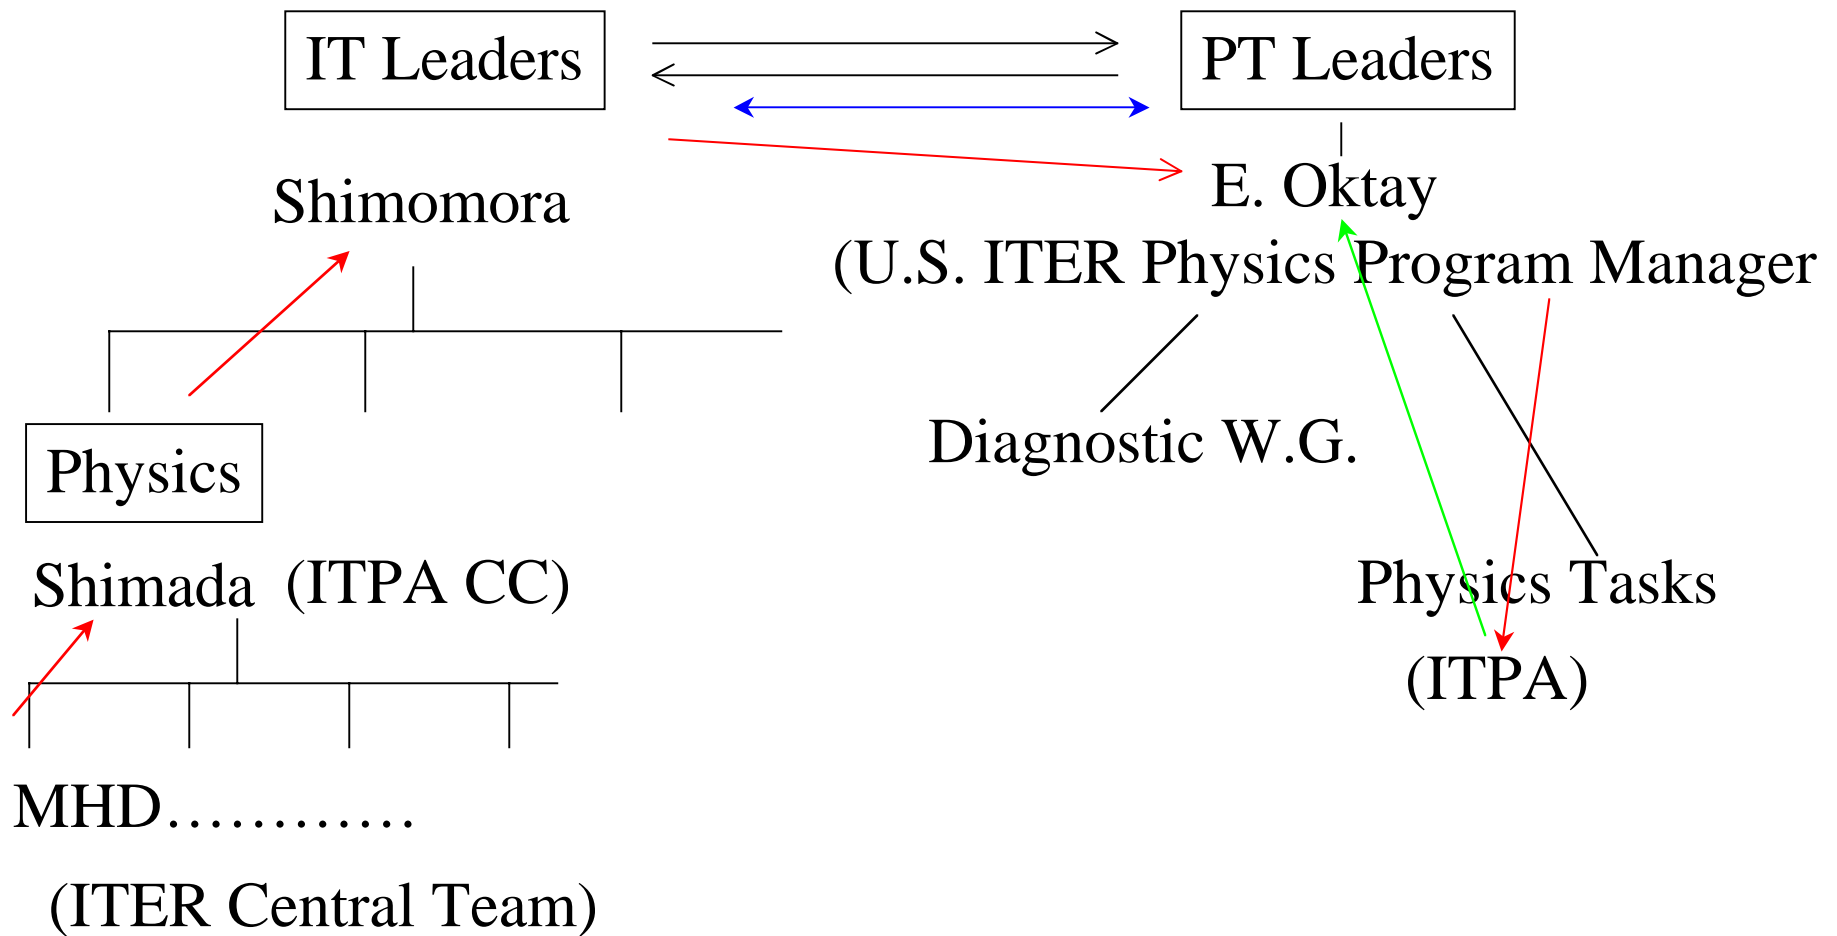 IT Leaders
PT Leaders
Shimomora
E. Oktay
(U.S. ITER Physics Program Manager
Diagnostic W.G.
Physics
Shimada (ITPA CC)
Physics Tasks
(ITPA)
MHD…………
(ITER Central Team)